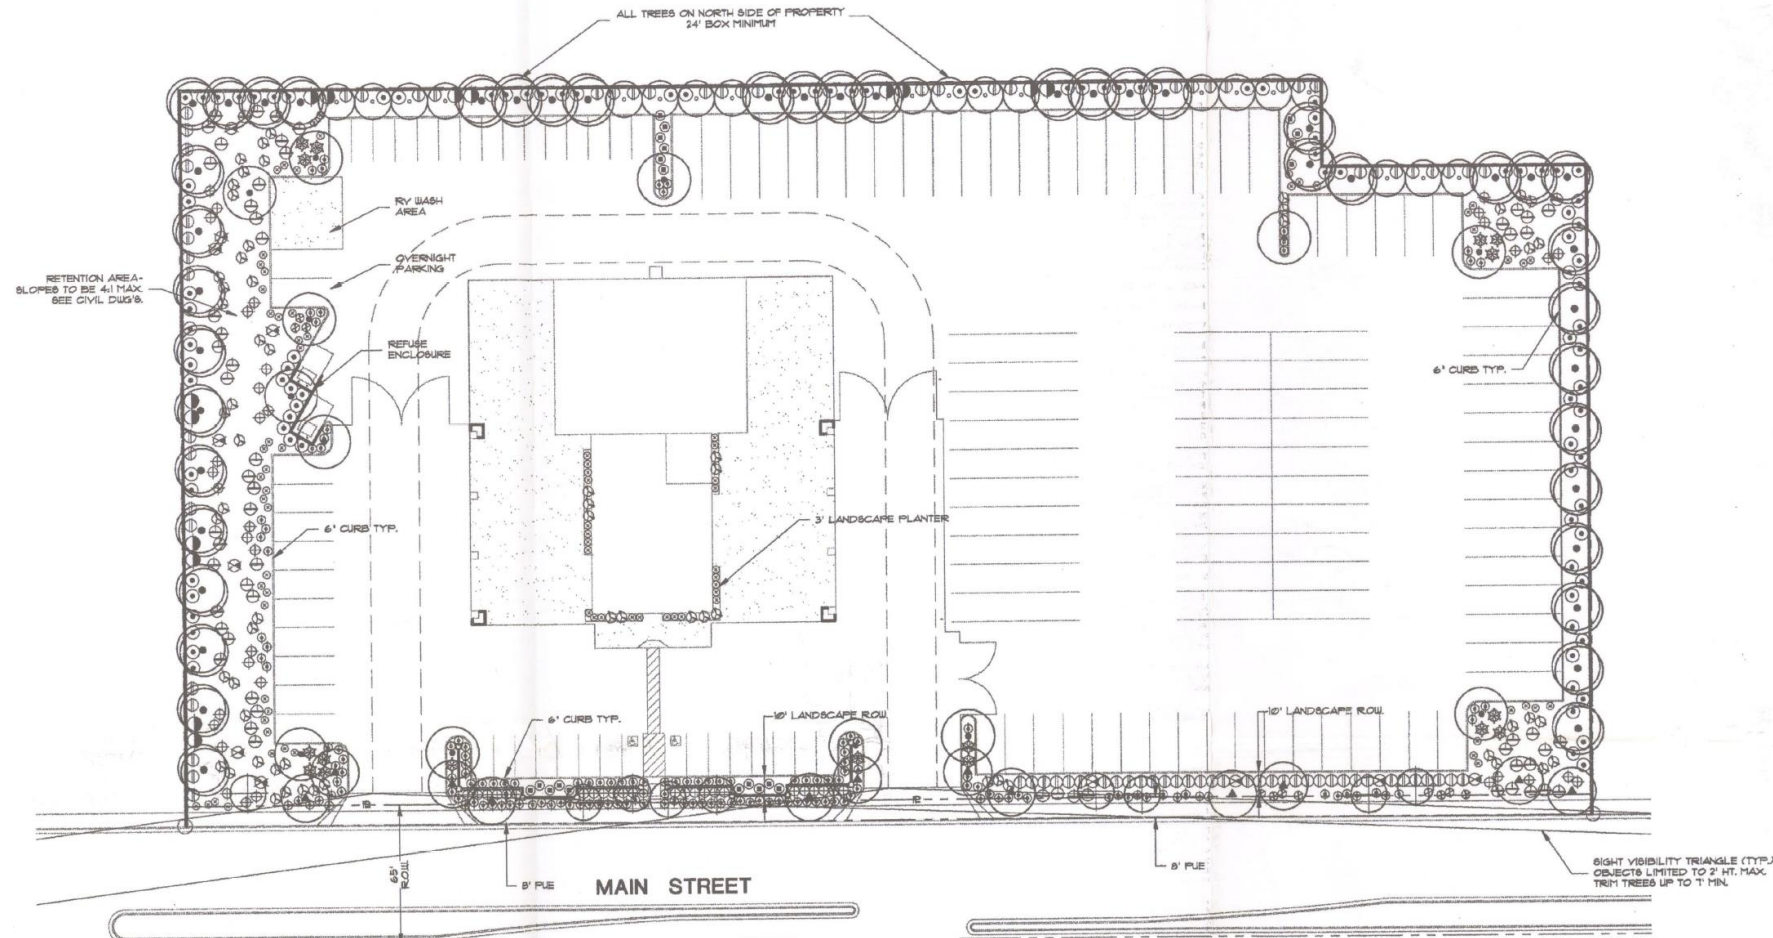 ALL TREES ON NORTH SIDE OF PROPERTY
24" BOX MINIMUM
RV WASH
AREA
OVERNIGHT
PARKING
RETENTION AREA-
SLOPES TO BE 4:1 MAX.
SEE CIVIL DWG'S.
REFUSE
ENCLOSURE
6" CURB TYP.
6" CURB TYP.
3' LANDSCAPE PLANTER
6" CURB TYP.
10' LANDSCAPE R.O.W.
10' LANDSCAPE R.O.W.
65'
R.O.W.
8' PUE
MAIN STREET
8' PUE
SIGHT VISIBILITY TRIANGLE (TYP.)
OBJECTS LIMITED TO 2' HT. MAX.
TRIM TREES UP TO 7' MIN.